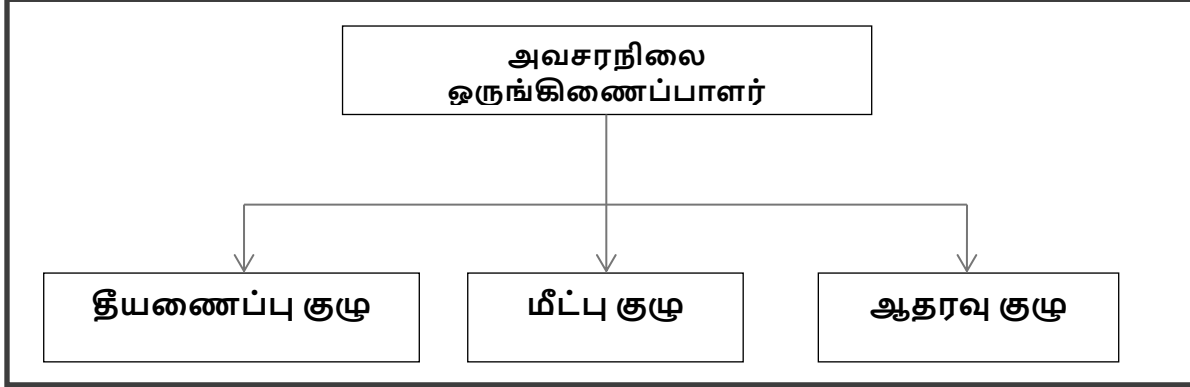 அவசரநிலை
ஒருங்கிணைப்பாளர்
தீயணைப்பு குழு
மீட்பு குழு
ஆதரவு குழு